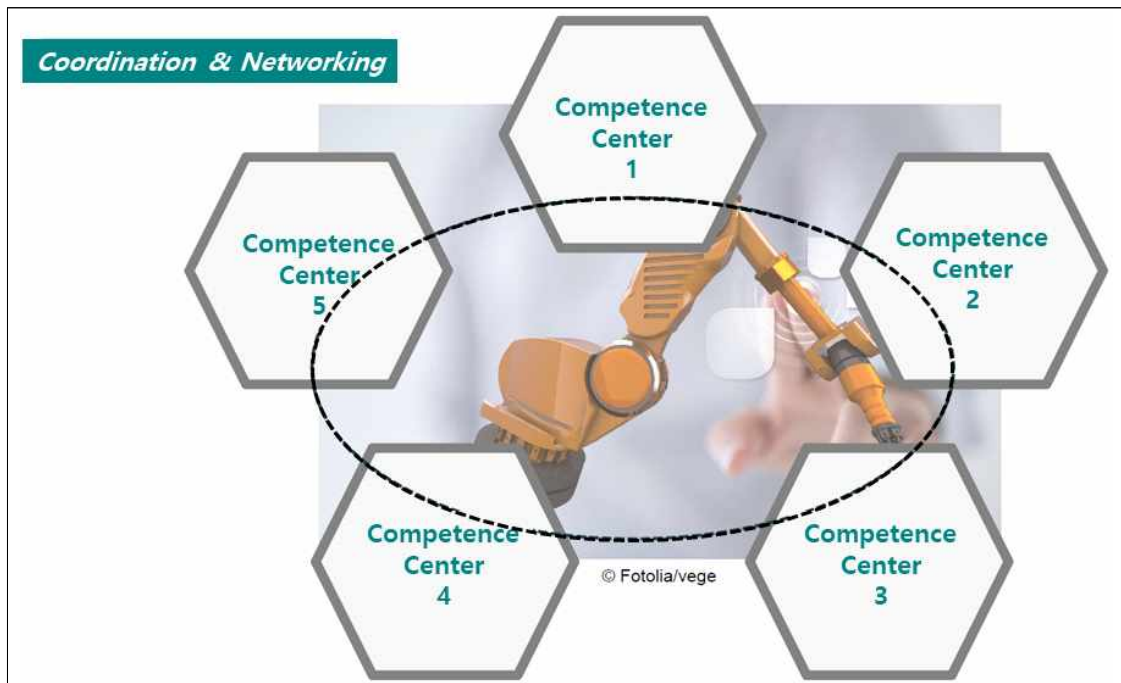 Coordination & Networking
Competence
Center
1
Competence
Center
2
Competence
Center
3
Competence
Center
4
Competence
Center
5
© Fotolia/vege